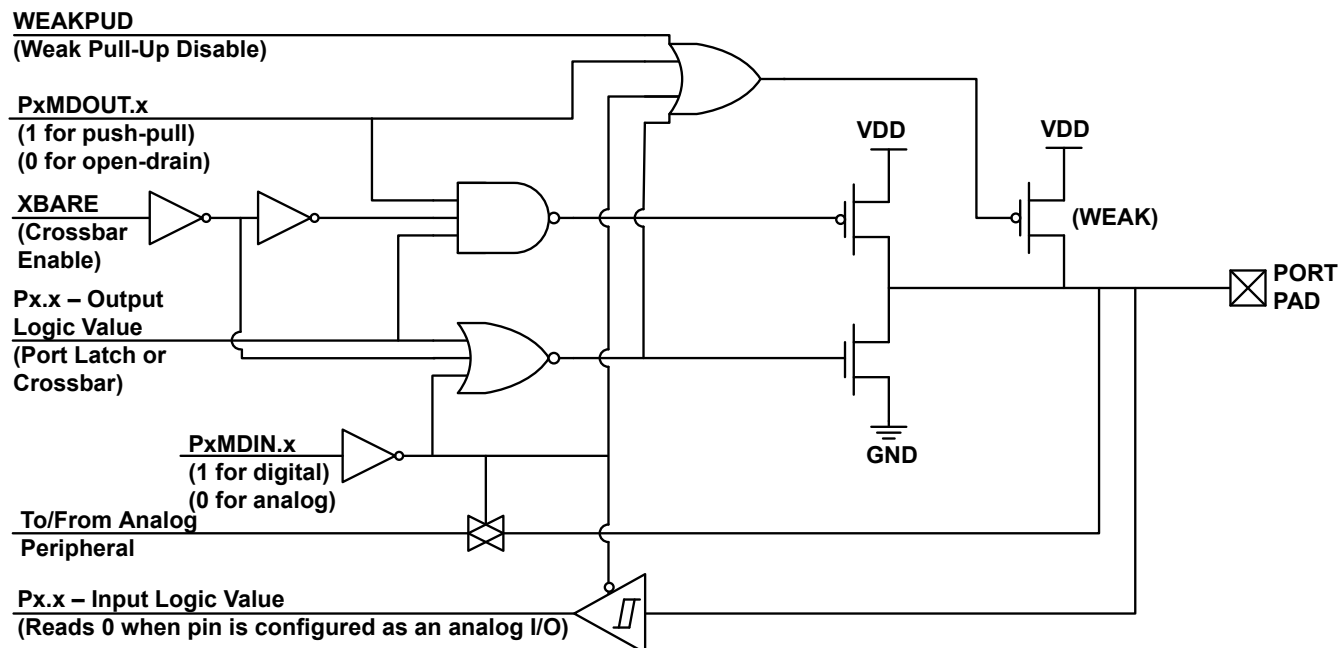 WEAKPUD
(Weak Pull-Up Disable)
PxMDOUT.x
(1 for push-pull)
(0 for open-drain)
XBARE
(Crossbar
Enable)
Px.x – Output
Logic Value
(Port Latch or
Crossbar)
PxMDIN.x
(1 for digital)
(0 for analog)
To/From Analog
Peripheral
Px.x – Input Logic Value
(Reads 0 when pin is configured as an analog I/O)
VDD
VDD
(WEAK)
GND
PORT
PAD